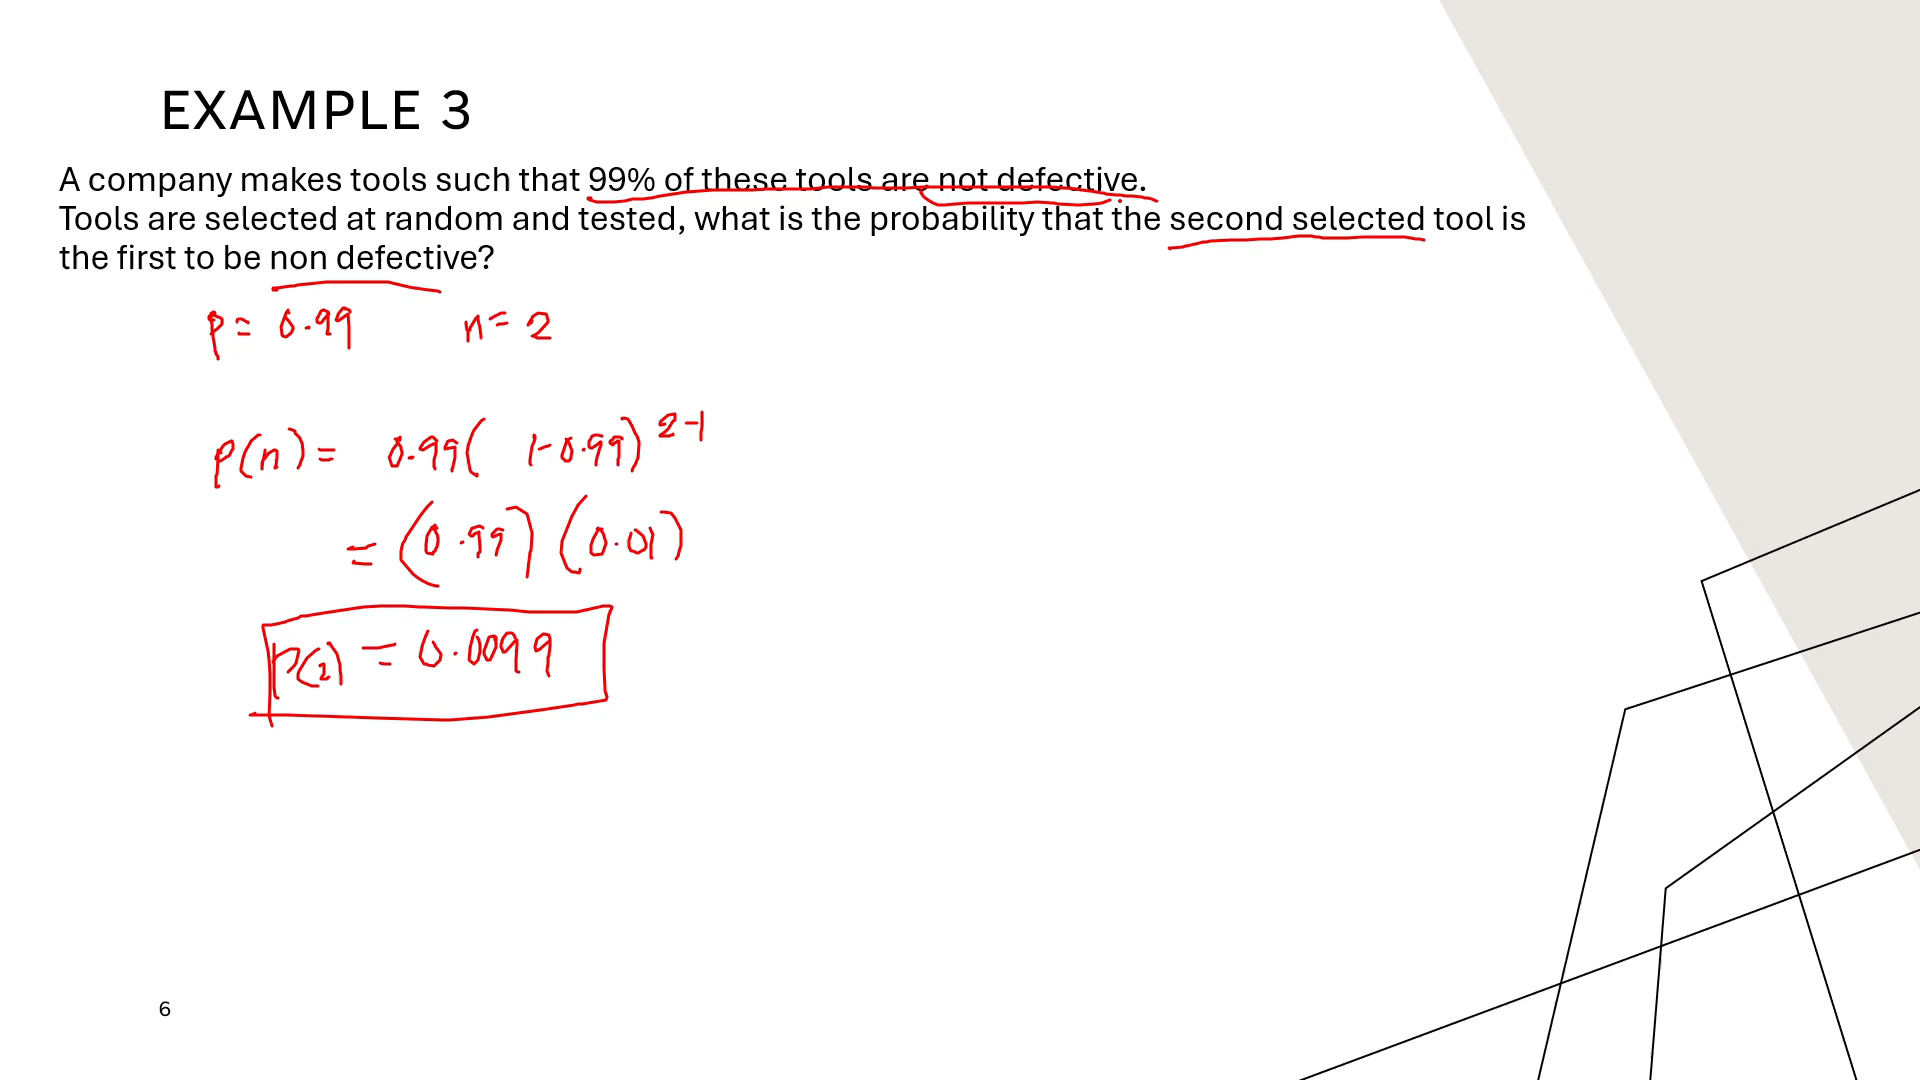 EXAMPLE 3
A company makes tools such that 99% of these tools are not defective.
Tools are selected at random and tested, what is the probability that the second selected tool is
the first to be non defective?
p = 0.99 n = 2
p(n) = 0.99( 1-0.99)^2-1
= (0.99) (0.01)
P(2) = 0.0099
6